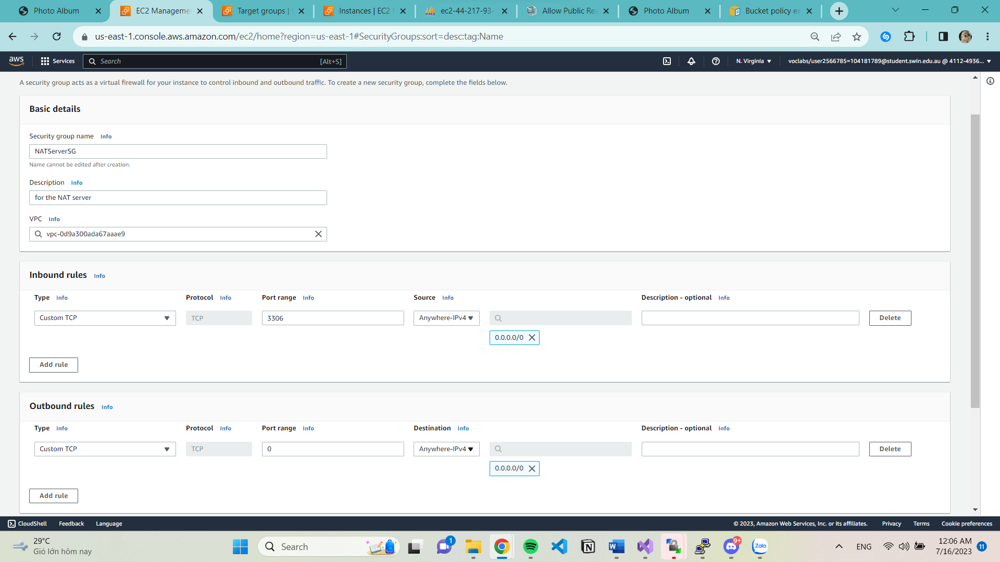 Photo Album
EC2 Manageme
Target groups |
Instances | EC2
ec2-44-217-93-
Allow Public Rea
Photo Album
Bucket policy ex
us-east-1.console.aws.amazon.com/ec2/home?region=us-east-1#SecurityGroups:sort=desc:tag:Name
aws
Services
Search
[Alt+S]
N. Virginia
voclabs/user2566785=104181789@student.swin.edu.au @ 4112-4936...
A security group acts as a virtual firewall for your instance to control inbound and outbound traffic. To create a new security group, complete the fields below.
Basic details
Security group name Info
NATServerSG
Name cannot be edited after creation.
Description Info
for the NAT server
VPC Info
vpc-0d9a300ada67aaae9
Inbound rules Info
Type Info Protocol Info Port range Info Source Info Description - optional Info
Custom TCP TCP 3306 Anywhere-IPv4 Delete
0.0.0.0/0
Add rule
Outbound rules Info
Type Info Protocol Info Port range Info Destination Info Description - optional Info
Custom TCP TCP 0 Anywhere-IPv4 Delete
0.0.0.0/0
Add rule
CloudShell Feedback Language
© 2023, Amazon Web Services, Inc. or its affiliates. Privacy Terms Cookie preferences
29°C
Gió lớn hôm nay
Search
1
9+
Zalo
ENG
12:06 AM
7/16/2023
11